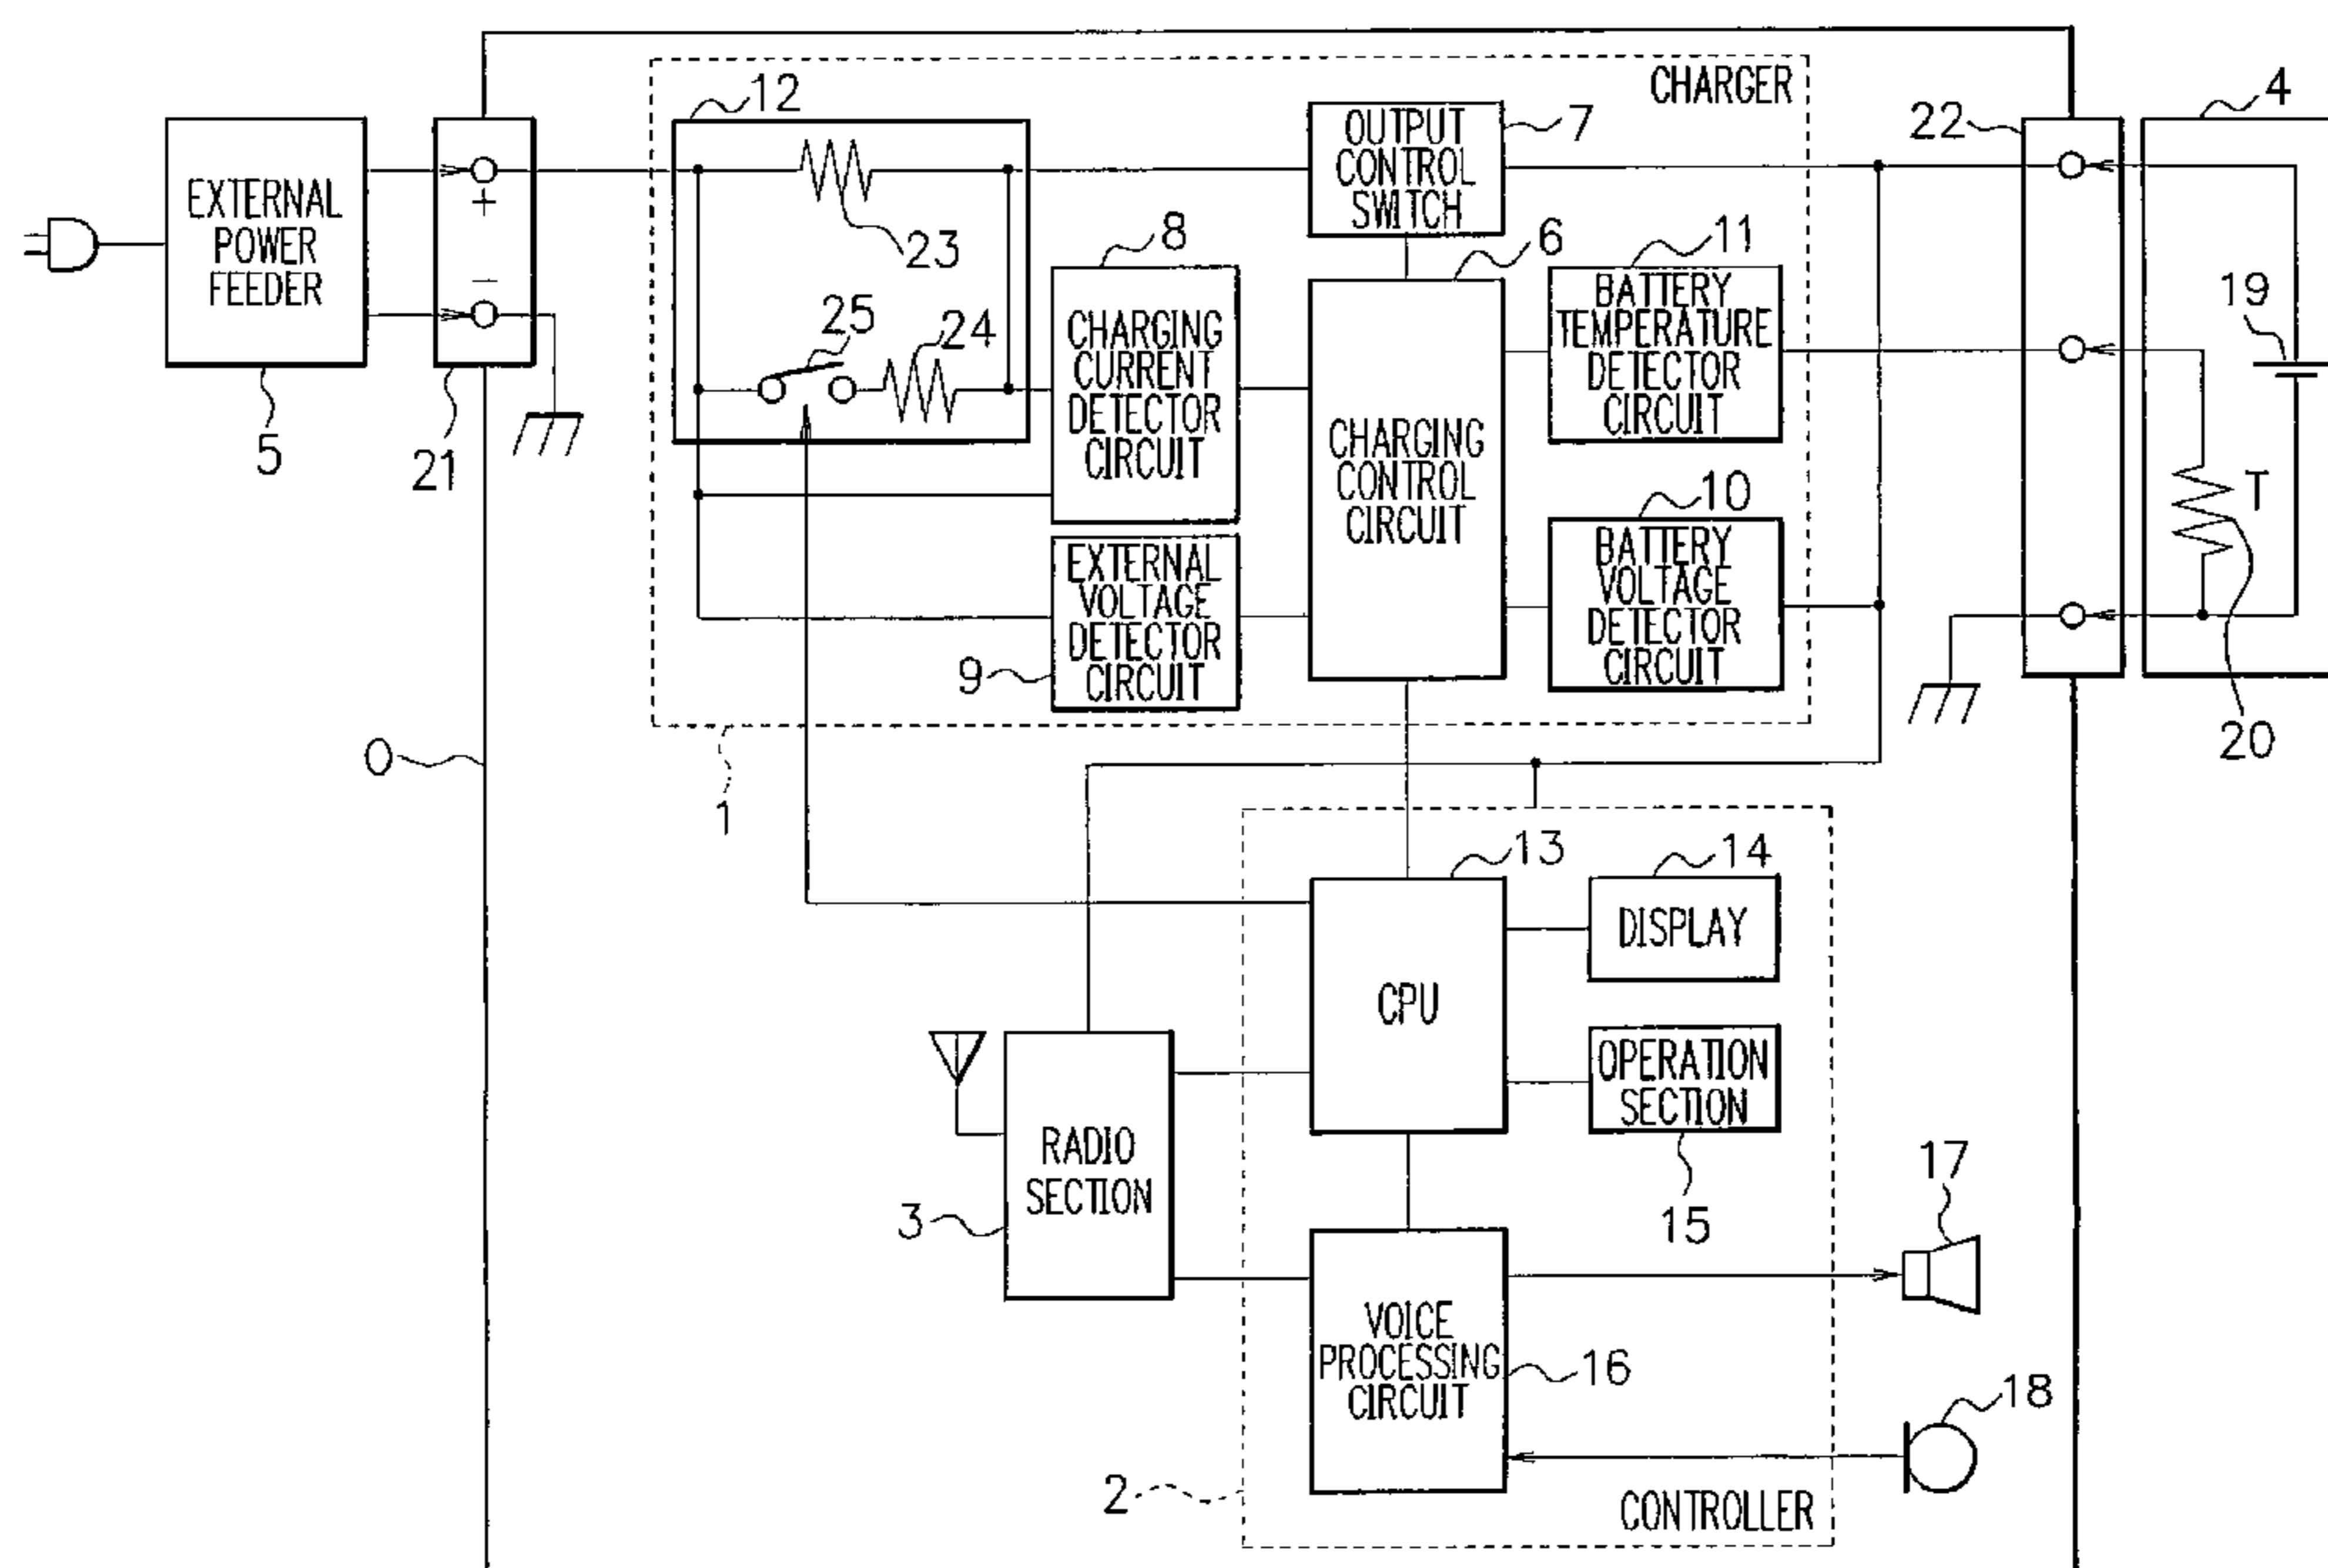 CHARGER
12
4
7
22
OUTPUT
CONTROL
SWITCH
EXTERNAL
POWER
FEEDER
+
−
23
8
6
11
BATTERY
TEMPERATURE
DETECTOR
CIRCUIT
19
25
24
CHARGING
CURRENT
DETECTOR
CIRCUIT
5
21
CHARGING
CONTROL
CIRCUIT
10
T
EXTERNAL
VOLTAGE
DETECTOR
CIRCUIT
9
BATTERY
VOLTAGE
DETECTOR
CIRCUIT
20
0
1
13
14
DISPLAY
CPU
OPERATION
SECTION
15
RADIO
SECTION
3
17
VOICE
PROCESSING
CIRCUIT
16
18
2
CONTROLLER